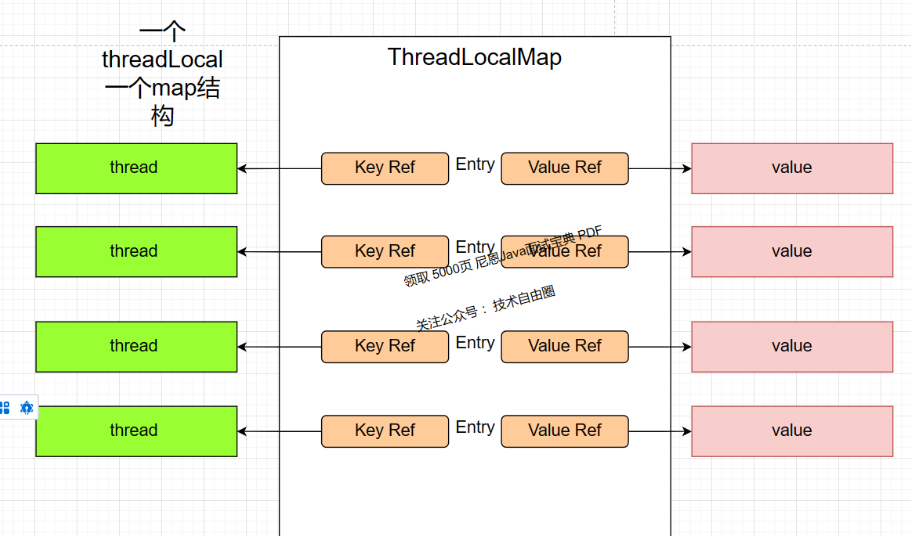 一个
threadLocal
一个map结
构
ThreadLocalMap
thread
Key Ref
Entry
Value Ref
value
thread
Key Ref
Entry
Value Ref
value
领取 5000页 尼恩Java面试宝典 PDF
关注公众号 ：技术自由圈
thread
Key Ref
Entry
Value Ref
value
thread
Key Ref
Entry
Value Ref
value